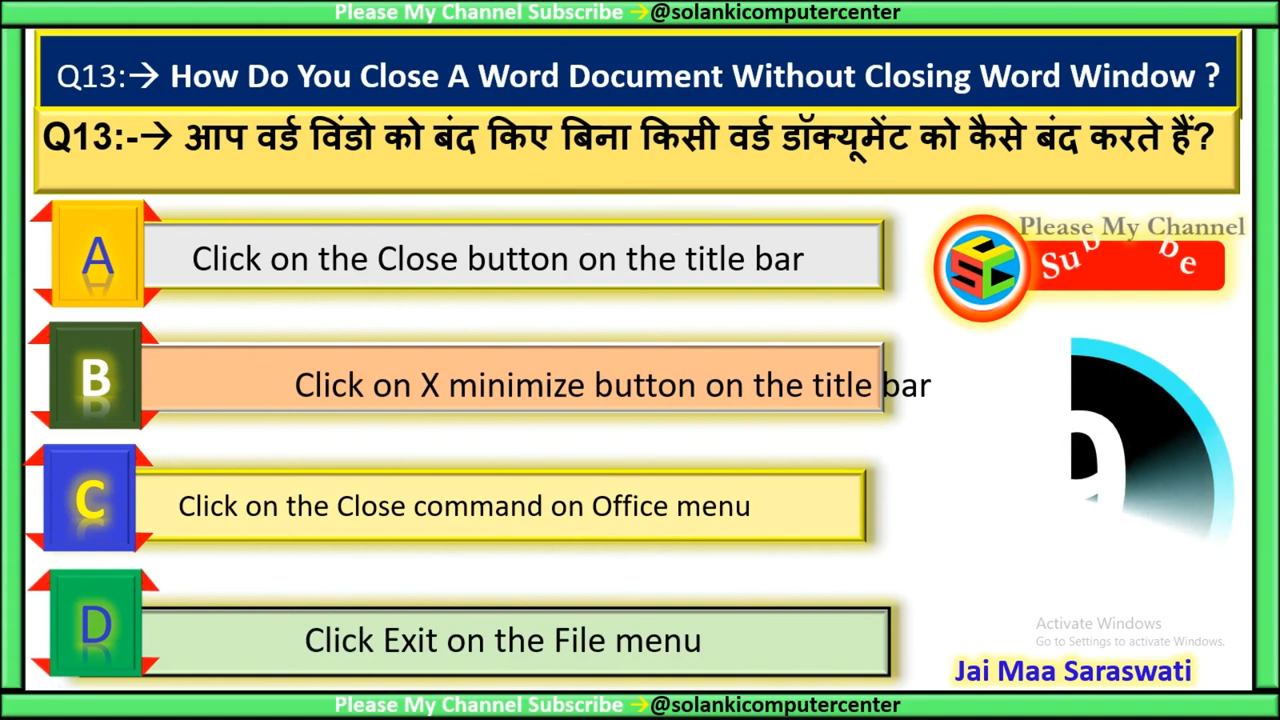 Please My Channel Subscribe →@solankicomputercenter
Q13:→ How Do You Close A Word Document Without Closing Word Window ?
Q13:-→ आप वर्ड विंडो को बंद किए बिना किसी वर्ड डॉक्यूमेंट को कैसे बंद करते हैं?
A
Click on the Close button on the title bar
Please My Channel
B
Click on X minimize button on the title bar
C
Click on the Close command on Office menu
D
Click Exit on the File menu
Activate Windows
Go to Settings to activate Windows.
Jai Maa Saraswati
Please My Channel Subscribe →@solankicomputercenter